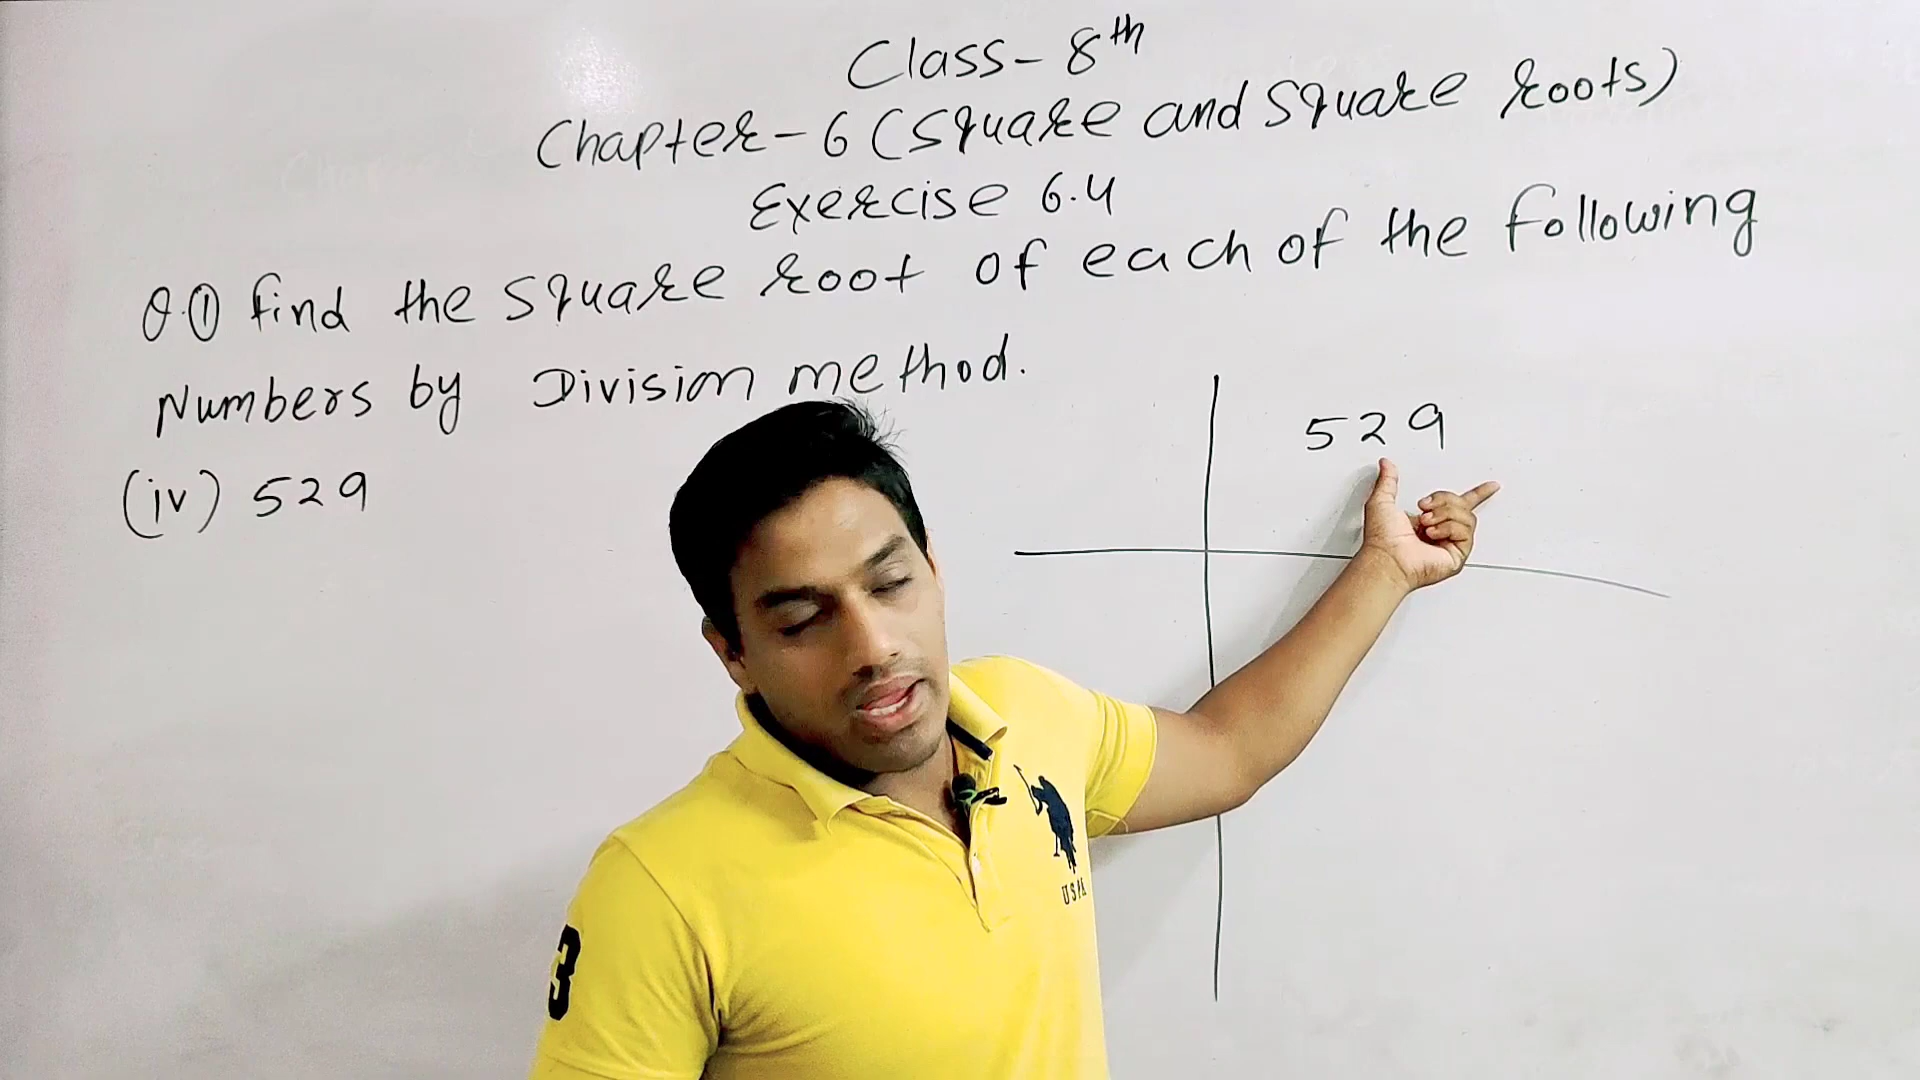 Class - 8th
Chapter - 6 (Square and Square roots)
Exercise 6.4
Q.① find the square root of each of the following
Numbers by Division method.
(iv) 529
529
USPA
3